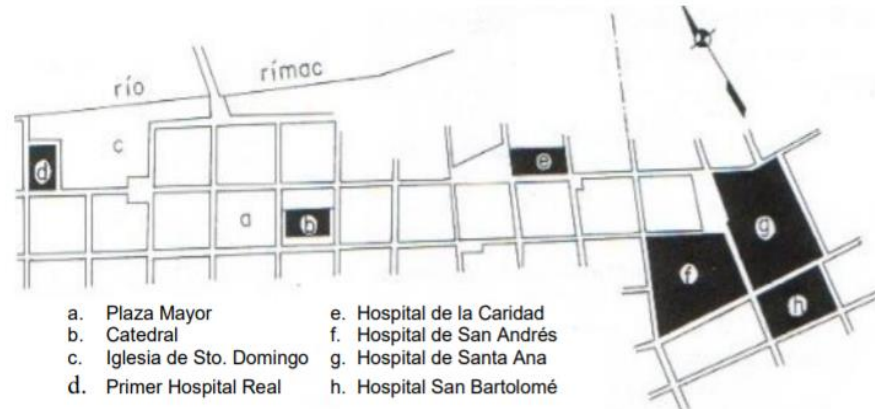 río
rímac
c
d
e
a
b
g
f
h
a. Plaza Mayor
b. Catedral
c. Iglesia de Sto. Domingo
d. Primer Hospital Real
e. Hospital de la Caridad
f. Hospital de San Andrés
g. Hospital de Santa Ana
h. Hospital San Bartolomé